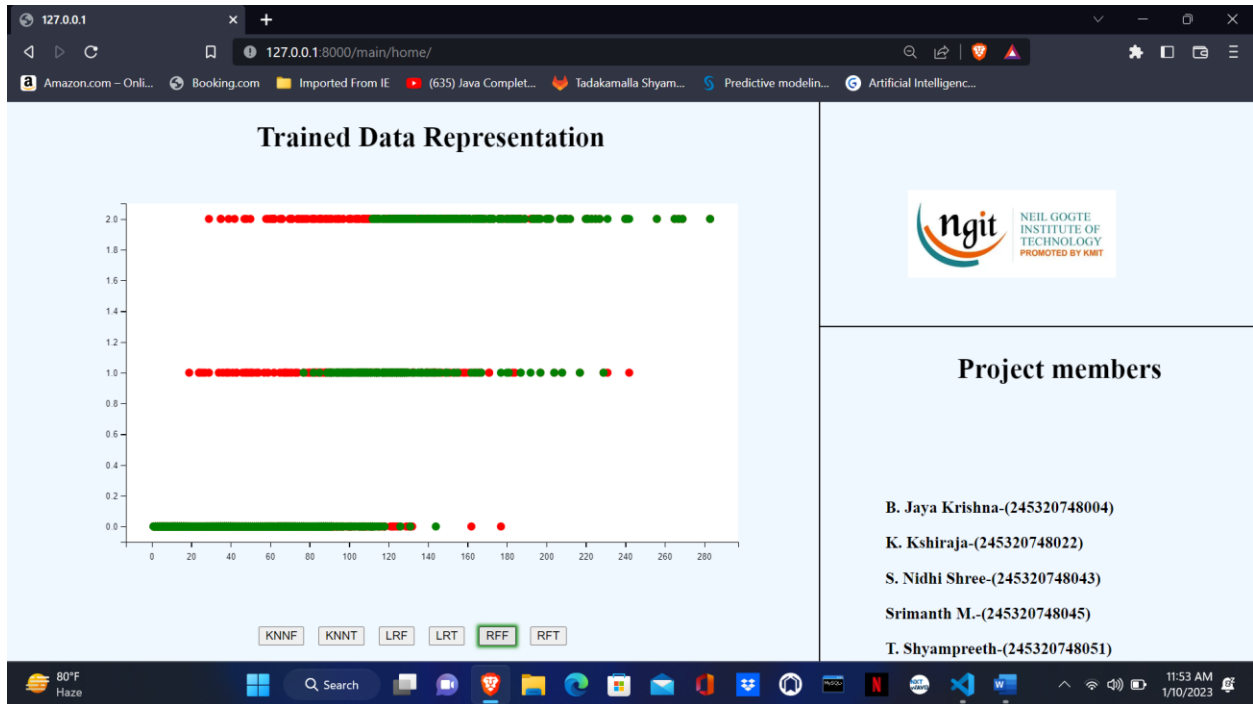 127.0.0.1
127.0.0.1:8000/main/home/
Amazon.com – Onli... Booking.com Imported From IE (635) Java Complet... Tadakamalla Shyam... Predictive modelin... Artificial Intelligenc...
Trained Data Representation
2.0
1.8
1.6
1.4
1.2
1.0
0.8
0.6
0.4
0.2
0.0
0 20 40 60 80 100 120 140 160 180 200 220 240 260 280
KNNF KNNT LRF LRT RFF RFT
ngit
NEIL GOGTE
INSTITUTE OF
TECHNOLOGY
PROMOTED BY KMIT
Project members
B. Jaya Krishna-(245320748004)
K. Kshiraja-(245320748022)
S. Nidhi Shree-(245320748043)
Srimanth M.-(245320748045)
T. Shyampreeth-(245320748051)
80°F
Haze
Search
11:53 AM
1/10/2023